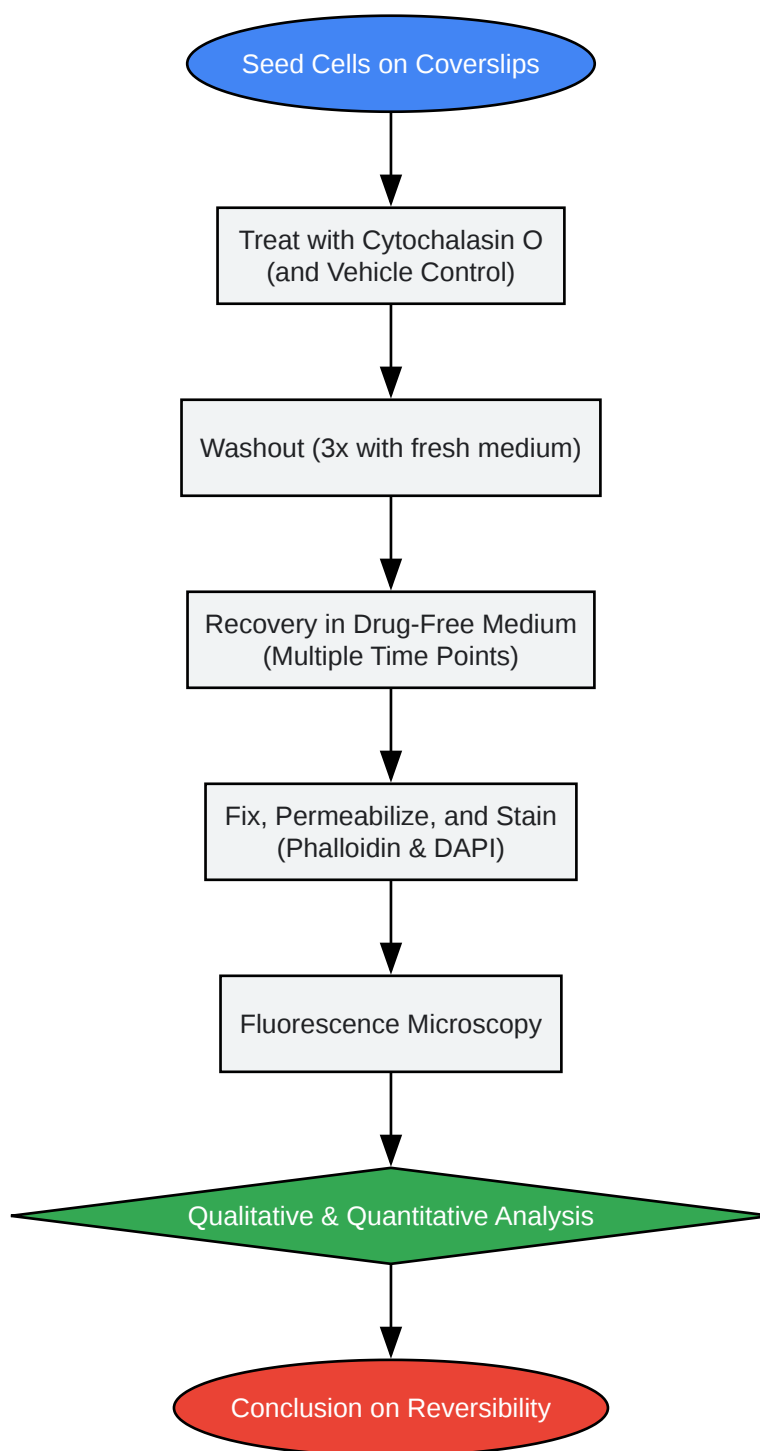 Seed Cells on Coverslips
Treat with Cytochalasin O
(and Vehicle Control)
Washout (3x with fresh medium)
Recovery in Drug-Free Medium
(Multiple Time Points)
Fix, Permeabilize, and Stain
(Phalloidin & DAPI)
Fluorescence Microscopy
Qualitative & Quantitative Analysis
Conclusion on Reversibility